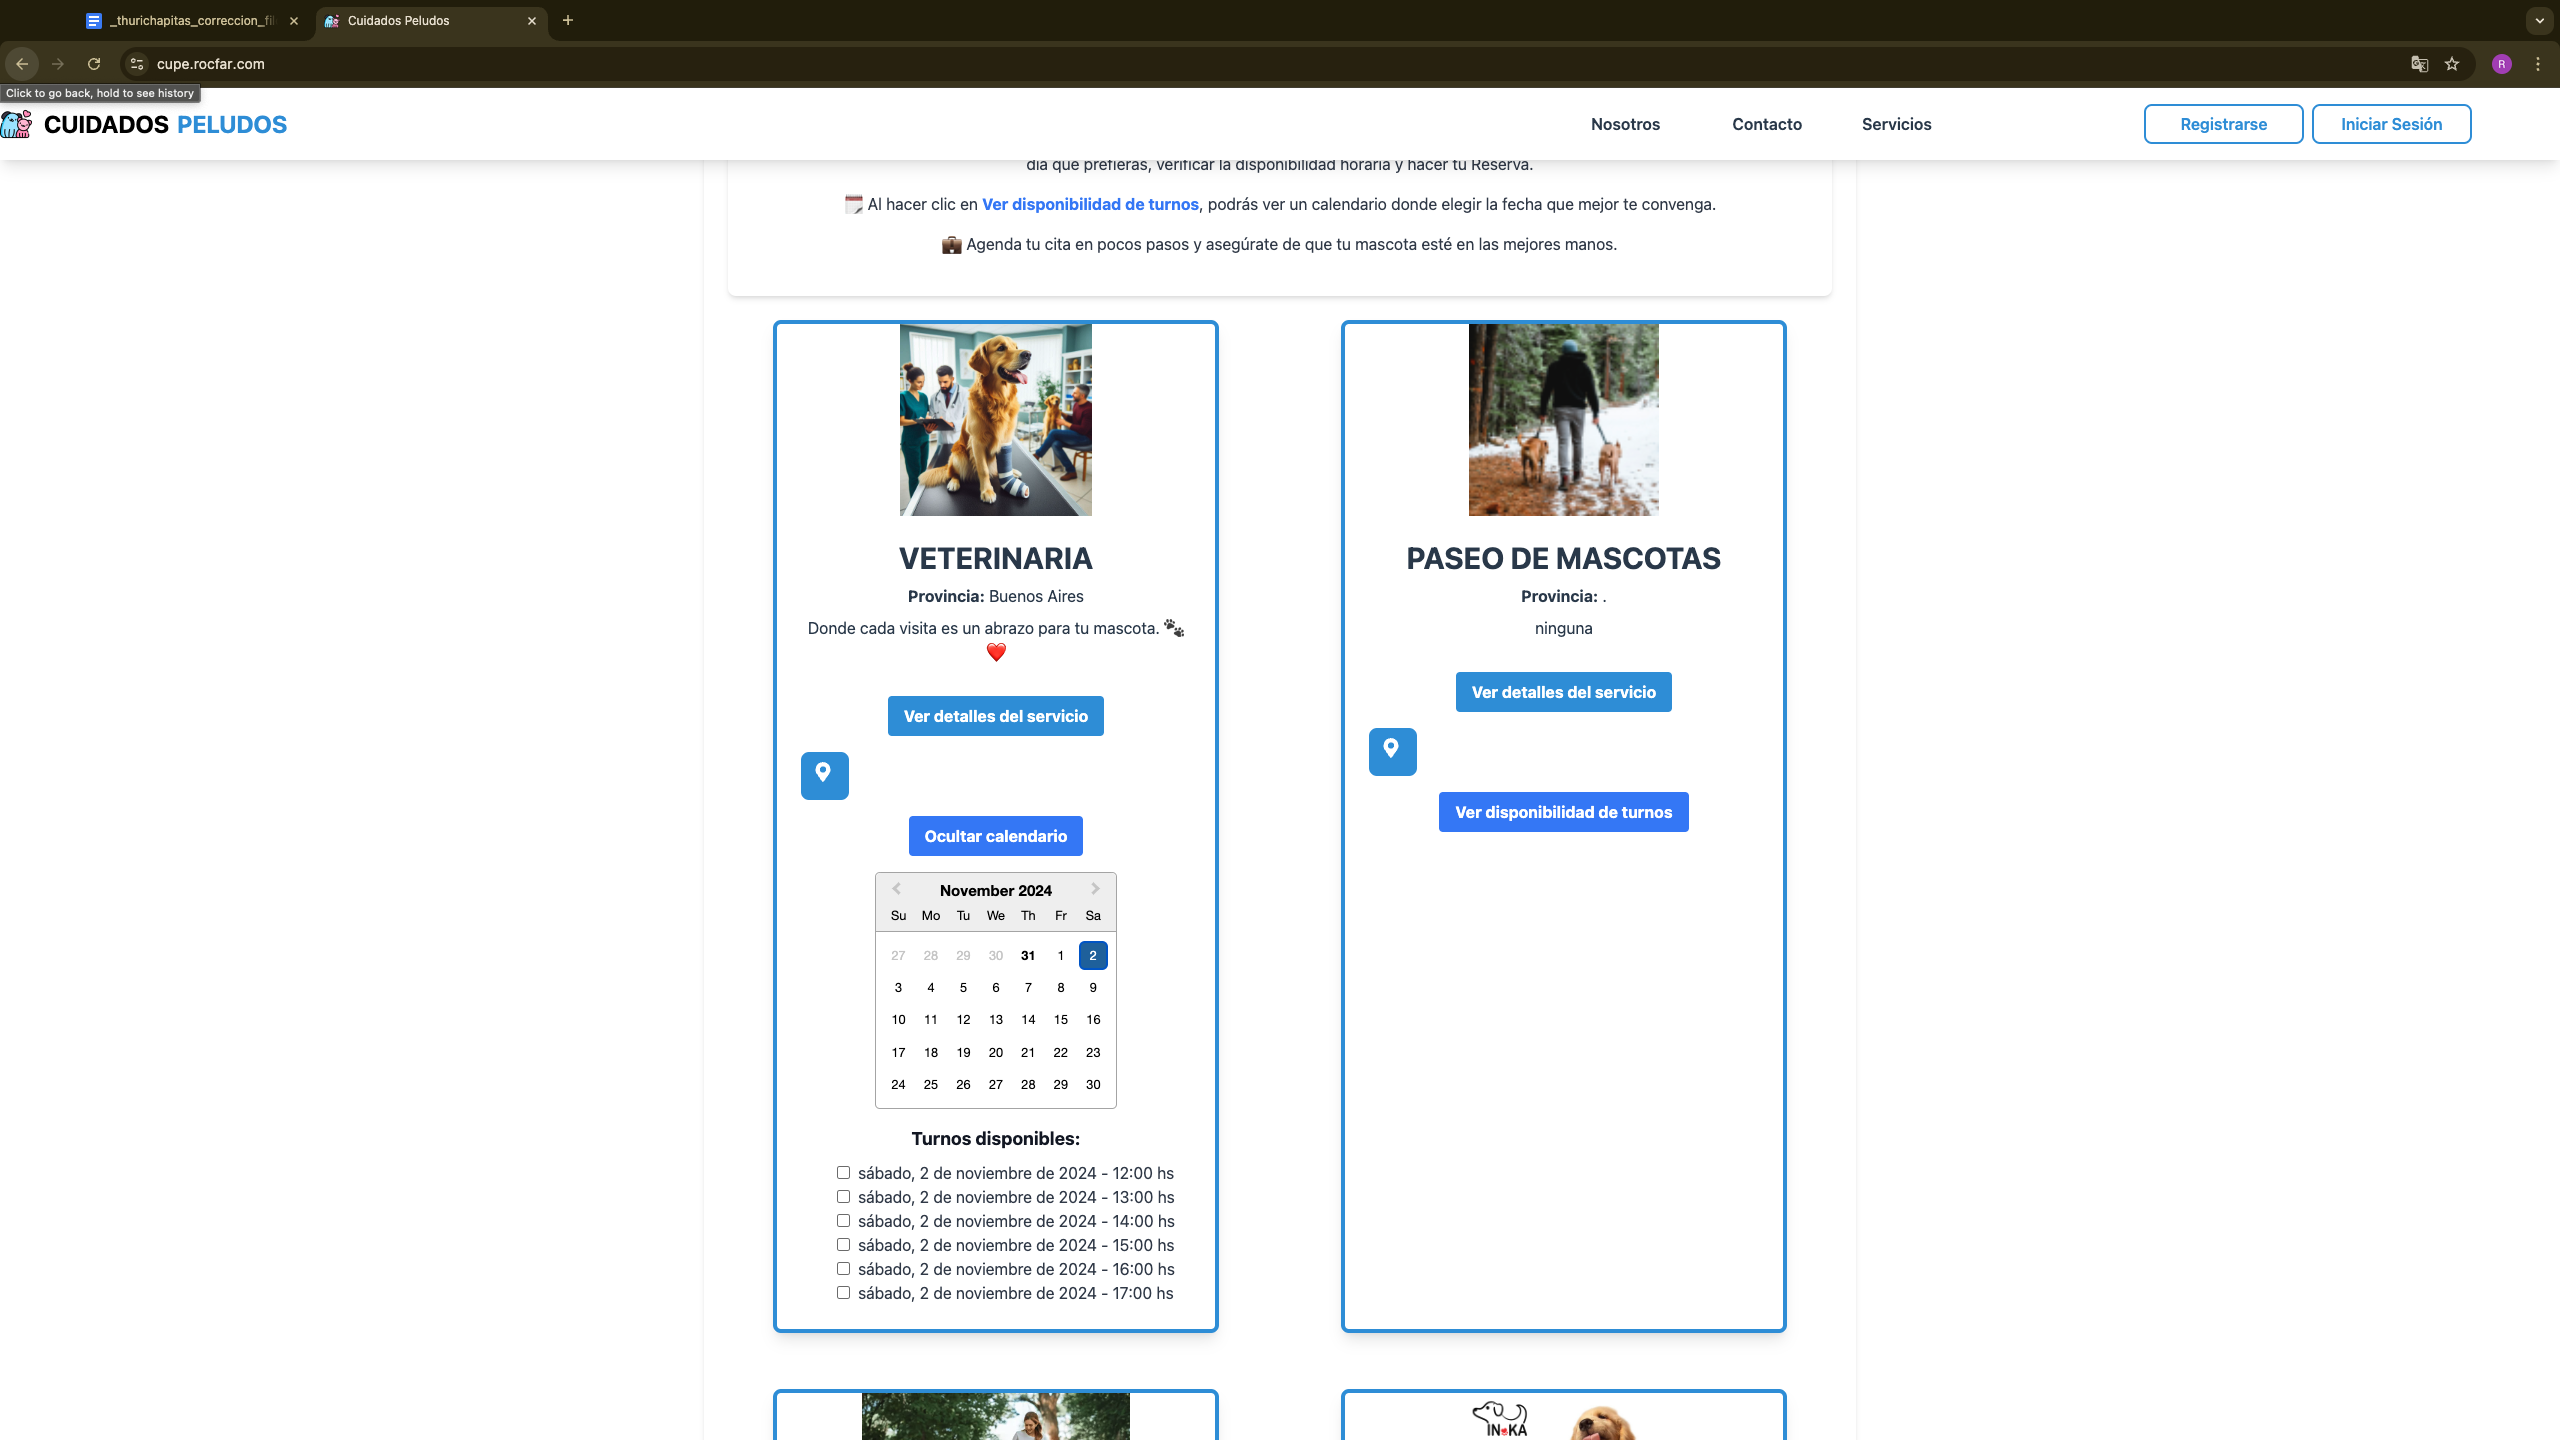 _thurichapitas_correccion_fi
Cuidados Peludos
cupe.rocfar.com
R
Click to go back, hold to see history
CUIDADOS PELUDOS
Nosotros
Contacto
Servicios
Registrarse
Iniciar Sesión
día que prefieras, verificar la disponibilidad horaria y hacer tu Reserva.
Al hacer clic en Ver disponibilidad de turnos, podrás ver un calendario donde elegir la fecha que mejor te convenga.
Agenda tu cita en pocos pasos y asegúrate de que tu mascota esté en las mejores manos.
VETERINARIA
Provincia: Buenos Aires
Donde cada visita es un abrazo para tu mascota. 🐾
❤️
Ver detalles del servicio
Ocultar calendario
November 2024
Su Mo Tu We Th Fr Sa
27 28 29 30 31 1 2
3 4 5 6 7 8 9
10 11 12 13 14 15 16
17 18 19 20 21 22 23
24 25 26 27 28 29 30
Turnos disponibles:
sábado, 2 de noviembre de 2024 - 12:00 hs
sábado, 2 de noviembre de 2024 - 13:00 hs
sábado, 2 de noviembre de 2024 - 14:00 hs
sábado, 2 de noviembre de 2024 - 15:00 hs
sábado, 2 de noviembre de 2024 - 16:00 hs
sábado, 2 de noviembre de 2024 - 17:00 hs
PASEO DE MASCOTAS
Provincia: .
ninguna
Ver detalles del servicio
Ver disponibilidad de turnos
INKA